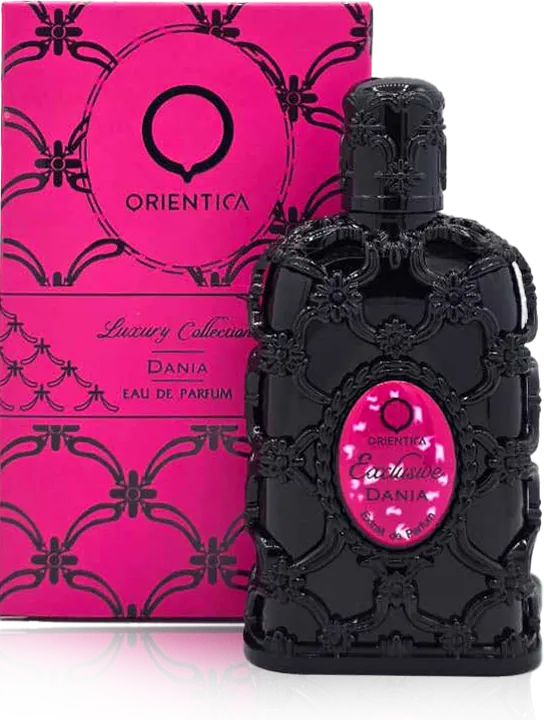 ORIENTICA
Luxury Collection
DANIA
EAU DE PARFUM
ORIENTICA
Exclusive
DANIA
Extrait de Parfum